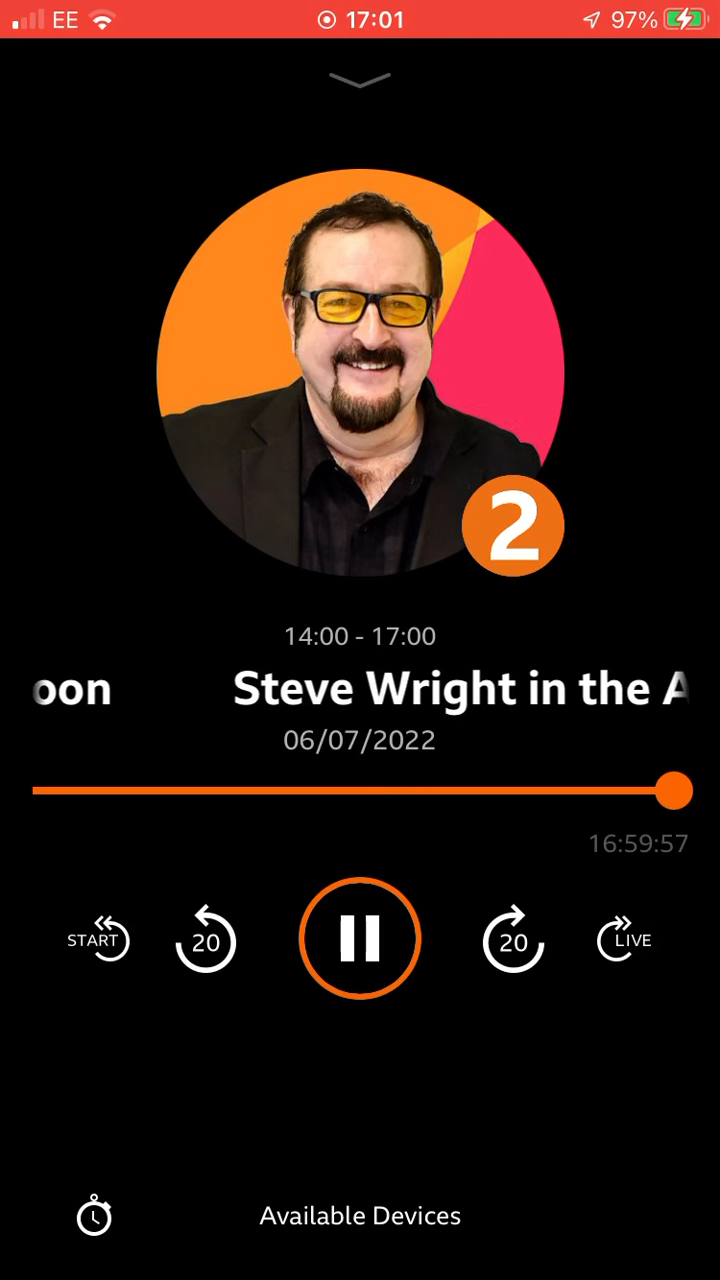 EE 17:01 97%
2
14:00 - 17:00
oon Steve Wright in the A
06/07/2022
16:59:57
START 20 20 LIVE
Available Devices